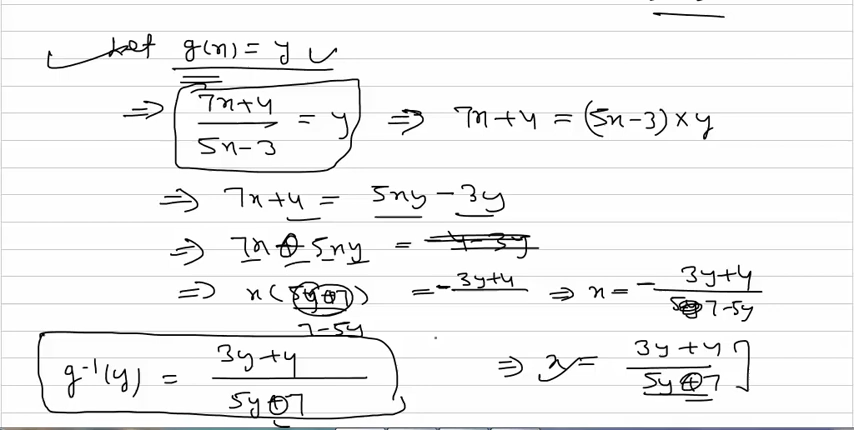 Let g(x) = y
⇒ (7x+4)/(5x-3) = y ⇒ 7x+4 = (5x-3)×y
⇒ 7x+4 = 5xy - 3y
⇒ 7x - 5xy =
⇒ x(7-5y) = -3y+4 ⇒ x = - (3y+4)/(7-5y)
g⁻¹(y) = (3y+4)/(5y-7) ⇒ x = (3y+4)/(5y-7)